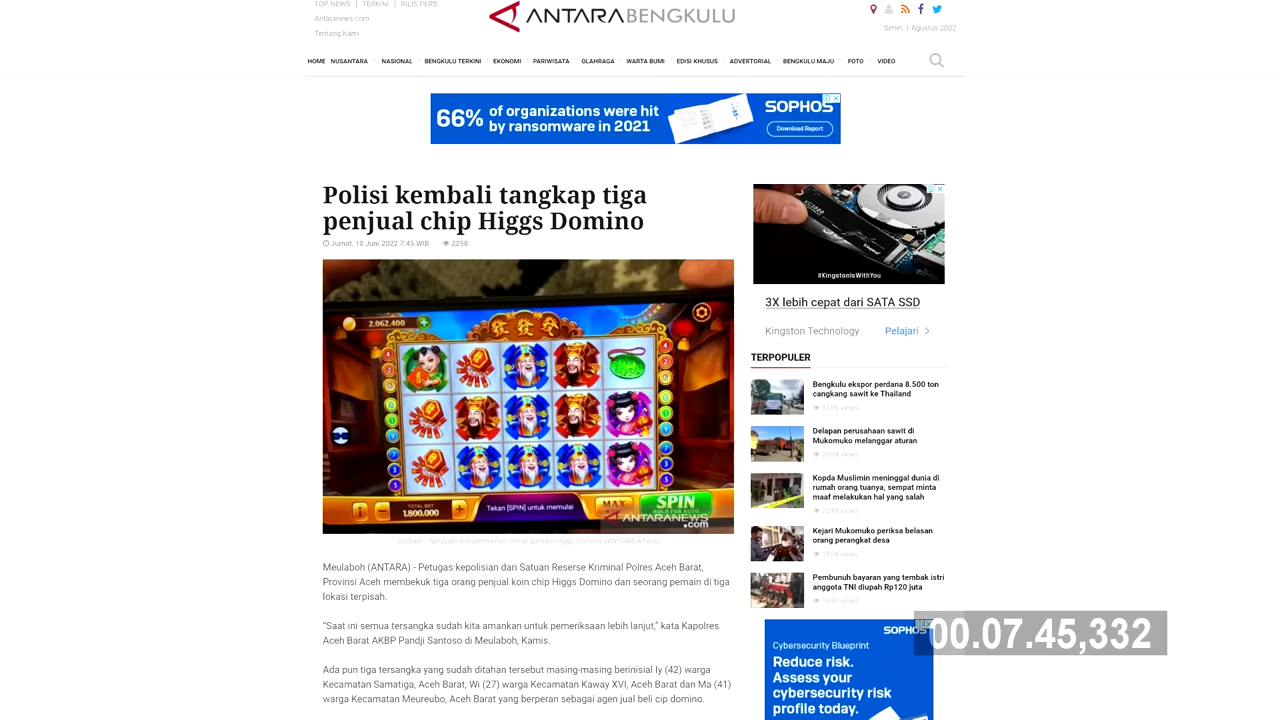 TOP NEWS
TERKINI
RILIS PERS
Antaranews.com
Tentang Kami
ANTARABENGKULU
Senin, 1 Agustus 2022
HOME NUSANTARA NASIONAL BENGKULU TERKINI EKONOMI PARIWISATA OLAHRAGA WARTA BUMI EDISI KHUSUS ADVERTORIAL BENGKULU MAJU FOTO VIDEO
66% of organizations were hit
by ransomware in 2021
SOPHOS
Download Report
Polisi kembali tangkap tiga
penjual chip Higgs Domino
Jumat, 10 Juni 2022 7:45 WIB 2258
2.062.400
TOTAL BET
1.800.000
Tekan [SPIN] untuk memulai
MAX
SPIN
HOLD FOR AUTO
ANTARANEWS
.com
Meulaboh (ANTARA) - Petugas kepolisian dari Satuan Reserse Kriminal Polres Aceh Barat,
Provinsi Aceh membekuk tiga orang penjual koin chip Higgs Domino dan seorang pemain di tiga
lokasi terpisah.
“Saat ini semua tersangka sudah kita amankan untuk pemeriksaan lebih lanjut,” kata Kapolres
Aceh Barat AKBP Pandji Santoso di Meulaboh, Kamis.
Ada pun tiga tersangka yang sudah ditahan tersebut masing-masing berinisial Iy (42) warga
Kecamatan Samatiga, Aceh Barat, Wi (27) warga Kecamatan Kaway XVI, Aceh Barat dan Ma (41)
warga Kecamatan Meureubo, Aceh Barat yang berperan sebagai agen jual beli cip domino.
#KingstonIsWithYou
3X lebih cepat dari SATA SSD
Kingston Technology
Pelajari
TERPOPULER
Bengkulu ekspor perdana 8.500 ton
cangkang sawit ke Thailand
Delapan perusahaan sawit di
Mukomuko melanggar aturan
Kopda Muslimin meninggal dunia di
rumah orang tuanya, sempat minta
maaf melakukan hal yang salah
Kejari Mukomuko periksa belasan
orang perangkat desa
Pembunuh bayaran yang tembak istri
anggota TNI diupah Rp120 juta
SOPHOS
00.07.45,332
Cybersecurity Blueprint
Reduce risk.
Assess your
cybersecurity risk
profile today.